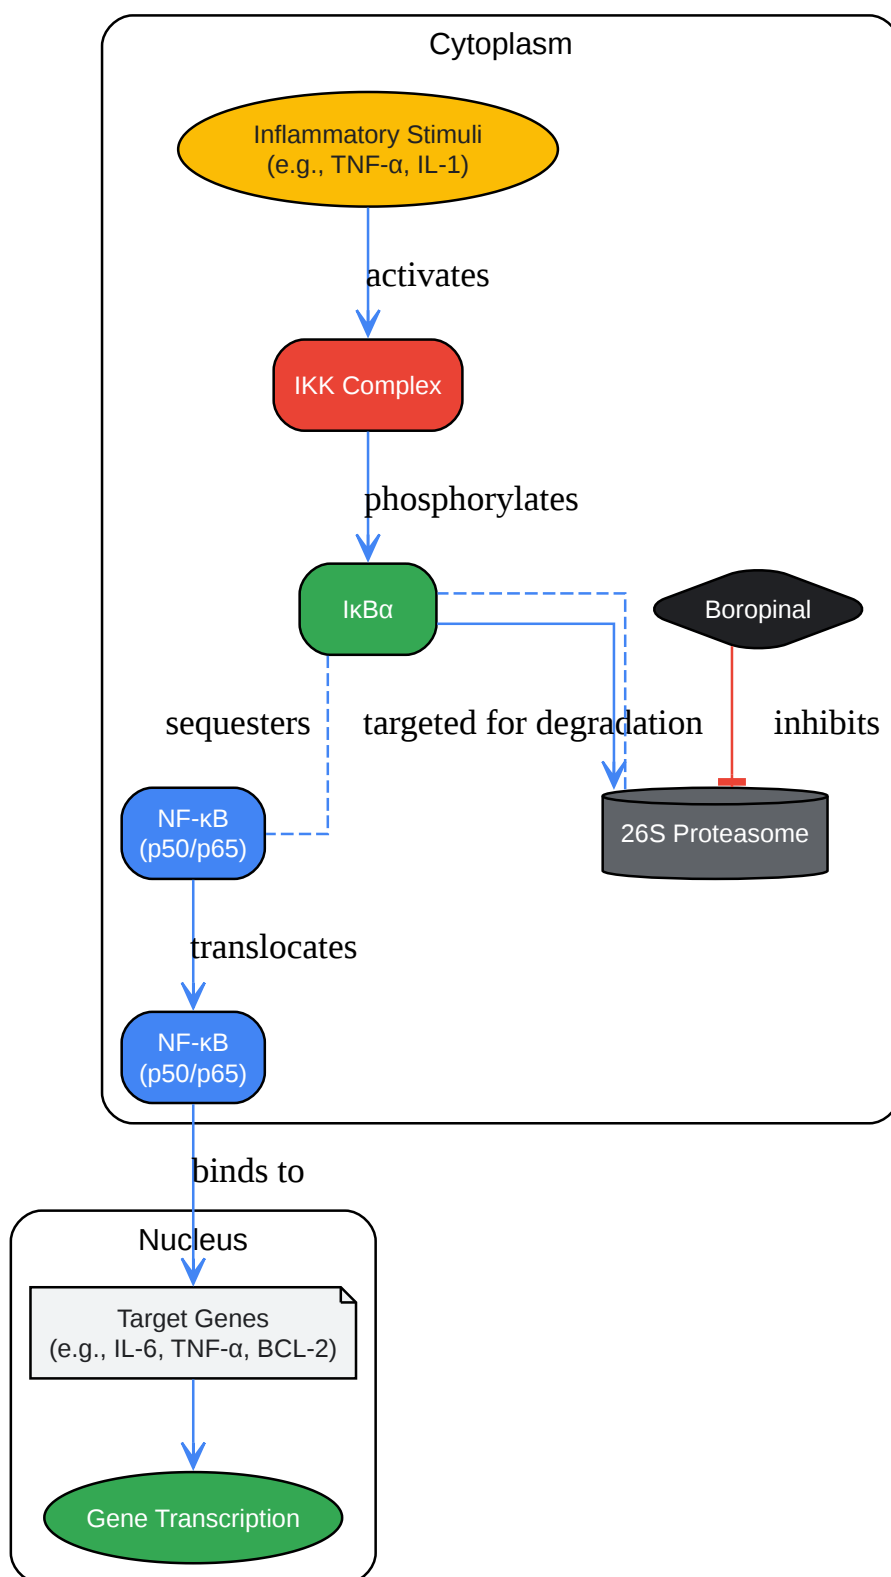 Cytoplasm
Inflammatory Stimuli
(e.g., TNF-α, IL-1)
activates
IKK Complex
phosphorylates
IκBα
Boropinal
sequesters
targeted for degradation
inhibits
NF-κB
(p50/p65)
26S Proteasome
translocates
NF-κB
(p50/p65)
binds to
Nucleus
Target Genes
(e.g., IL-6, TNF-α, BCL-2)
Gene Transcription